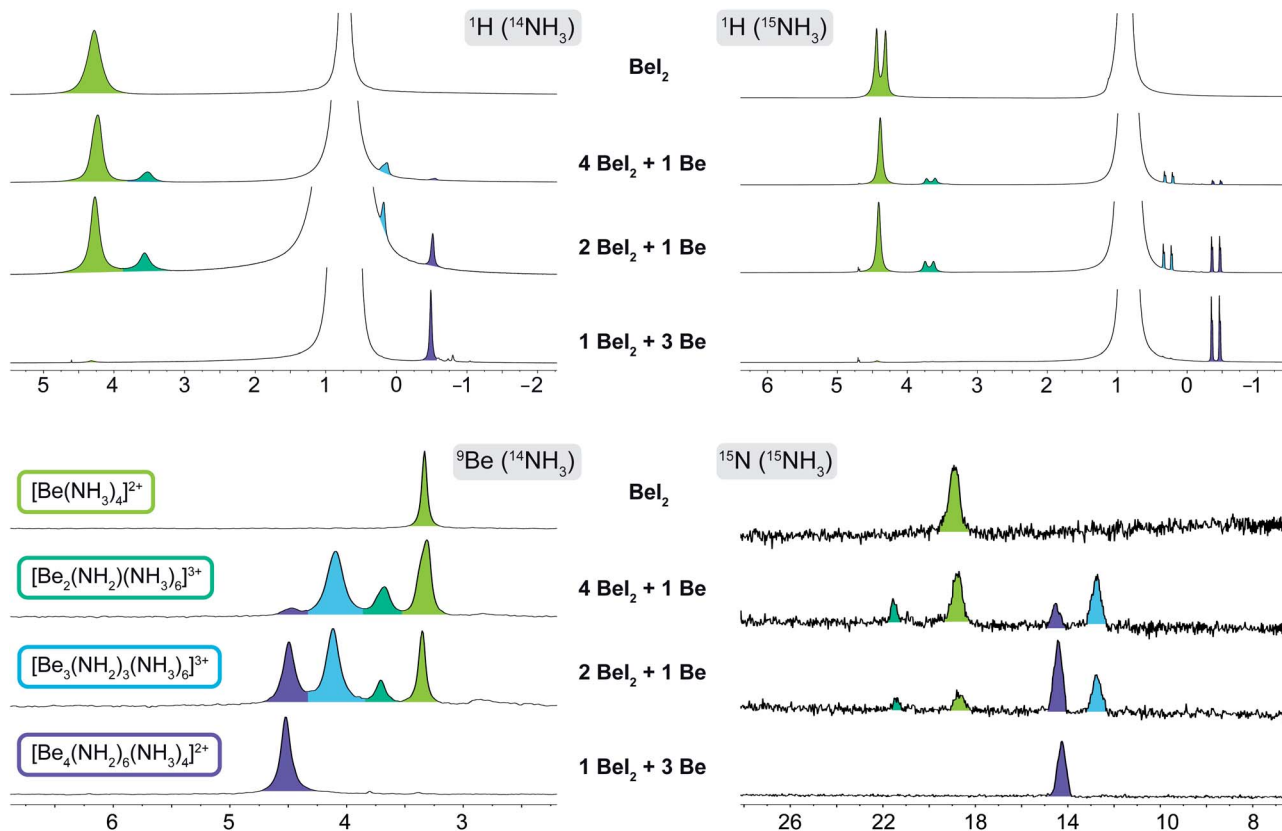 ¹H (¹⁴NH₃)
¹H (¹⁵NH₃)
BeI₂
4 BeI₂ + 1 Be
2 BeI₂ + 1 Be
1 BeI₂ + 3 Be
5 4 3 2 1 0 −1 −2
6 5 4 3 2 1 0 −1
⁹Be (¹⁴NH₃)
¹⁵N (¹⁵NH₃)
[Be(NH₃)₄]²⁺
BeI₂
[Be₂(NH₂)(NH₃)₆]³⁺
4 BeI₂ + 1 Be
[Be₃(NH₂)₃(NH₃)₆]³⁺
2 BeI₂ + 1 Be
[Be₄(NH₂)₆(NH₃)₄]²⁺
1 BeI₂ + 3 Be
6 5 4 3
26 22 18 14 10 8